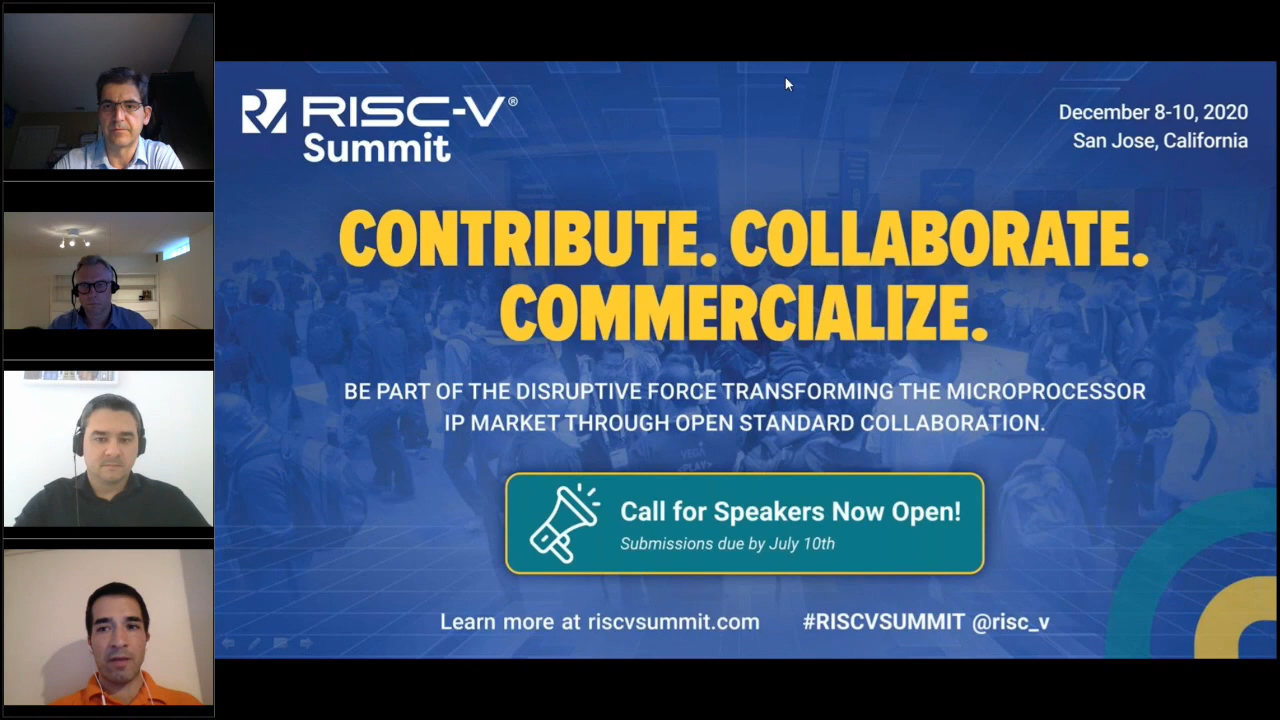 RISC-V®
Summit
December 8-10, 2020
San Jose, California
CONTRIBUTE. COLLABORATE.
COMMERCIALIZE.
BE PART OF THE DISRUPTIVE FORCE TRANSFORMING THE MICROPROCESSOR
IP MARKET THROUGH OPEN STANDARD COLLABORATION.
Call for Speakers Now Open!
Submissions due by July 10th
Learn more at riscvsummit.com
#RISCVSUMMIT @risc_v